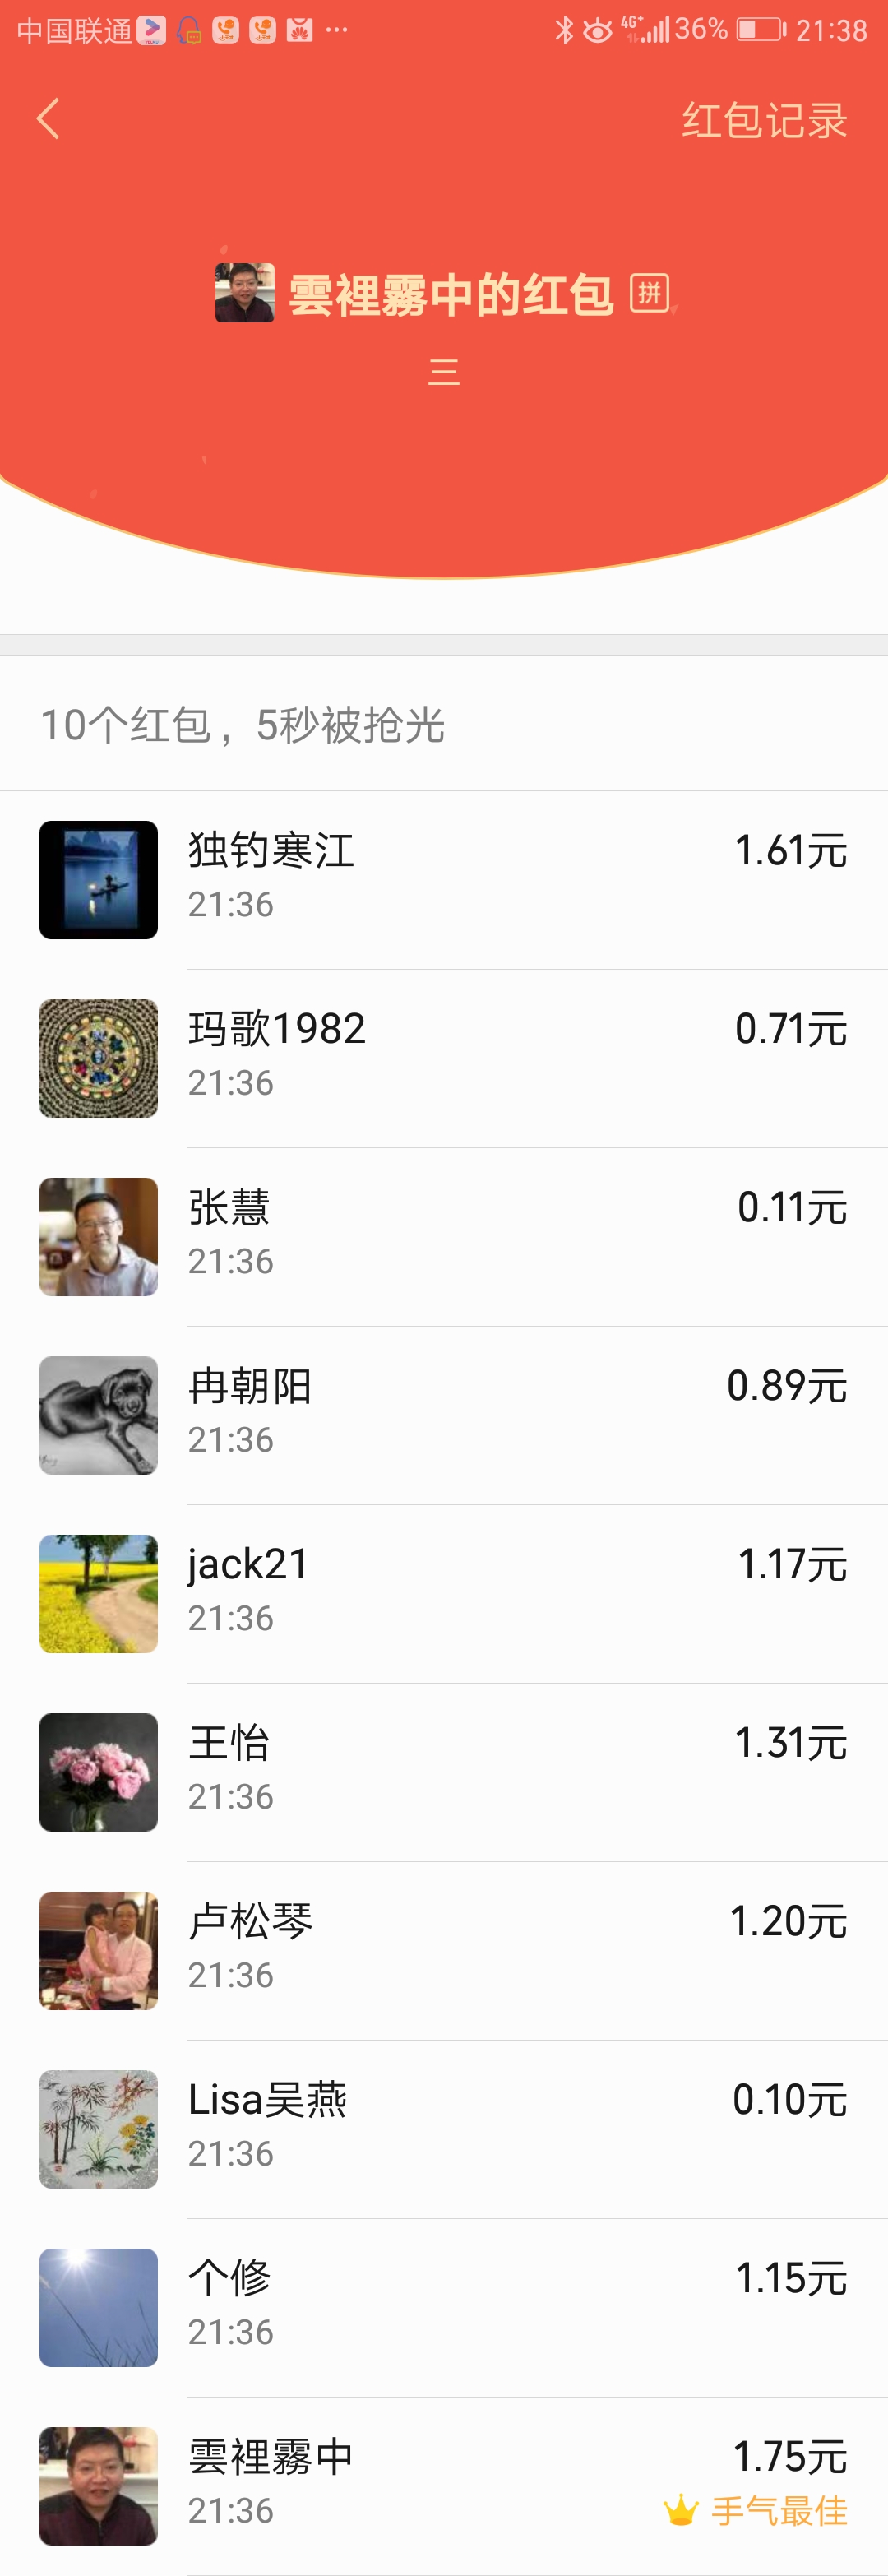 中国联通 ··· 4G+ 36% 21:38
红包记录
雲裡霧中的红包 拼
三
10个红包，5秒被抢光
独钓寒江 1.61元
21:36
玛歌1982 0.71元
21:36
张慧 0.11元
21:36
冉朝阳 0.89元
21:36
jack21 1.17元
21:36
王怡 1.31元
21:36
卢松琴 1.20元
21:36
Lisa吴燕 0.10元
21:36
个修 1.15元
21:36
雲裡霧中 1.75元
21:36 手气最佳